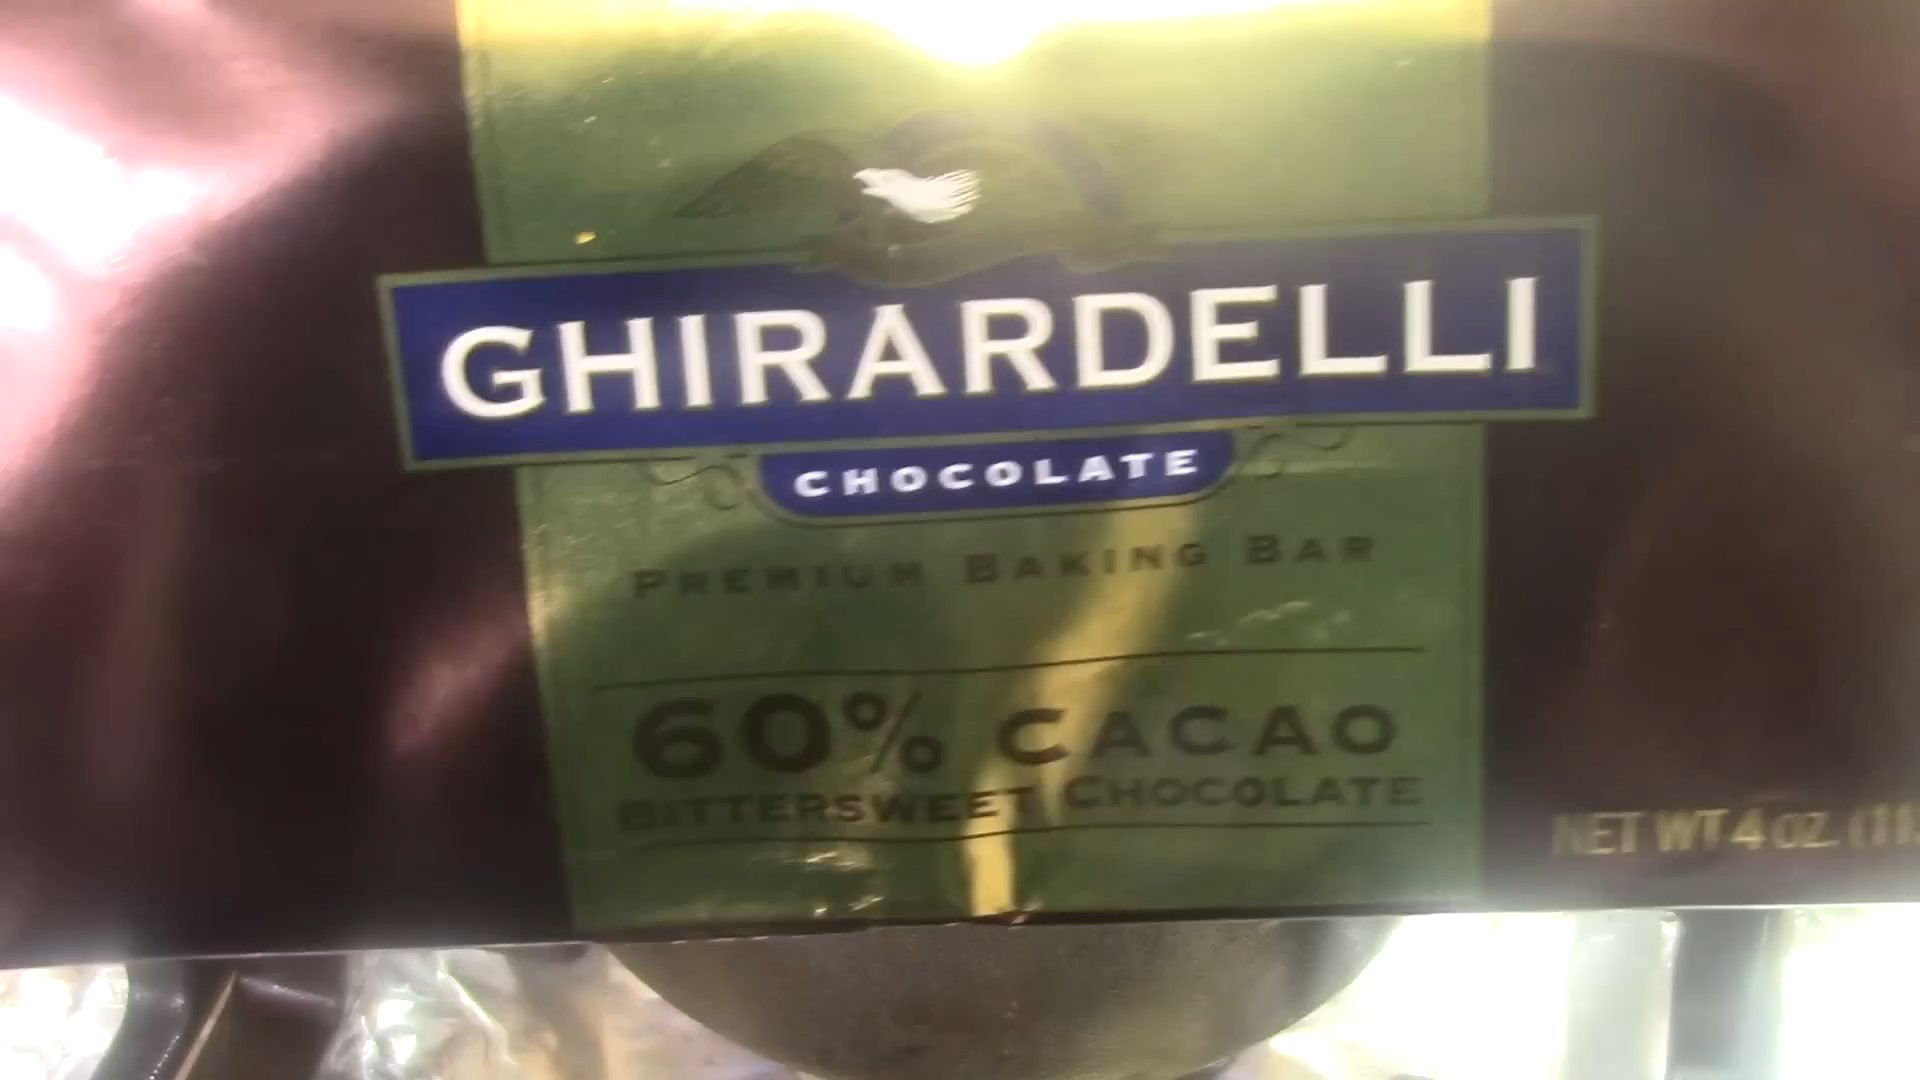 GHIRARDELLI
CHOCOLATE
PREMIUM BAKING BAR
60% CACAO
BITTERSWEET CHOCOLATE
NET WT 4 OZ.